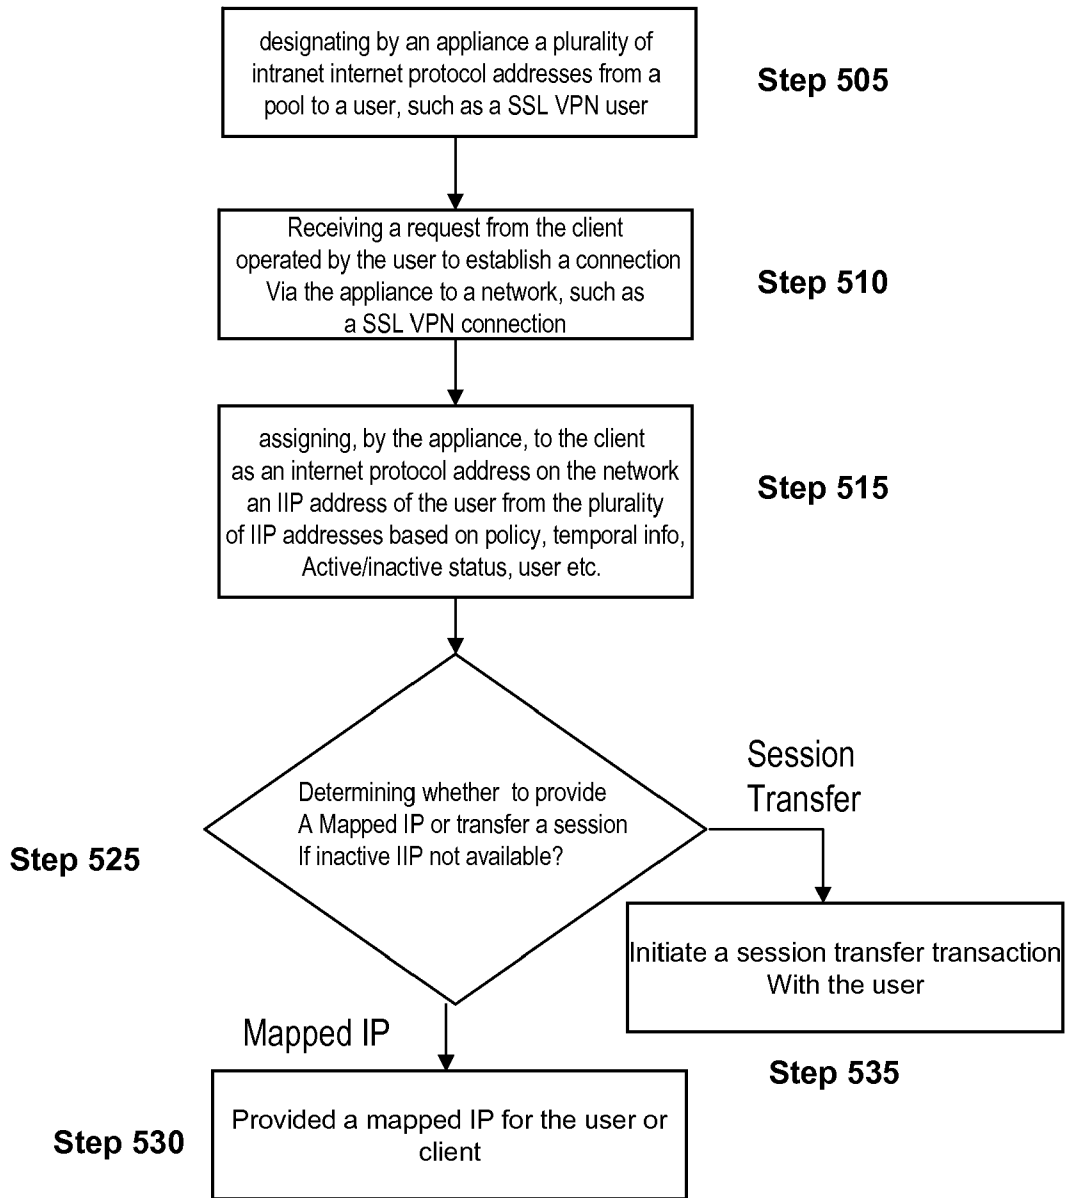 designating by an appliance a plurality of
intranet internet protocol addresses from a
pool to a user, such as a SSL VPN user
Step 505
Receiving a request from the client
operated by the user to establish a connection
Via the appliance to a network, such as
a SSL VPN connection
Step 510
assigning, by the appliance, to the client
as an internet protocol address on the network
an IIP address of the user from the plurality
of IIP addresses based on policy, temporal info,
Active/inactive status, user etc.
Step 515
Determining whether to provide
A Mapped IP or transfer a session
If inactive IIP not available?
Step 525
Session
Transfer
Initiate a session transfer transaction
With the user
Step 535
Mapped IP
Provided a mapped IP for the user or
client
Step 530